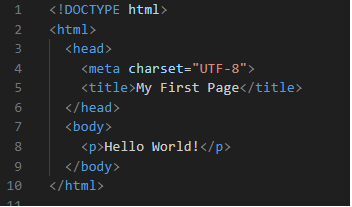 1 <!DOCTYPE html>
2 <html>
3   <head>
4     <meta charset="UTF-8">
5     <title>My First Page</title>
6   </head>
7   <body>
8     <p>Hello World!</p>
9   </body>
10 </html>
11